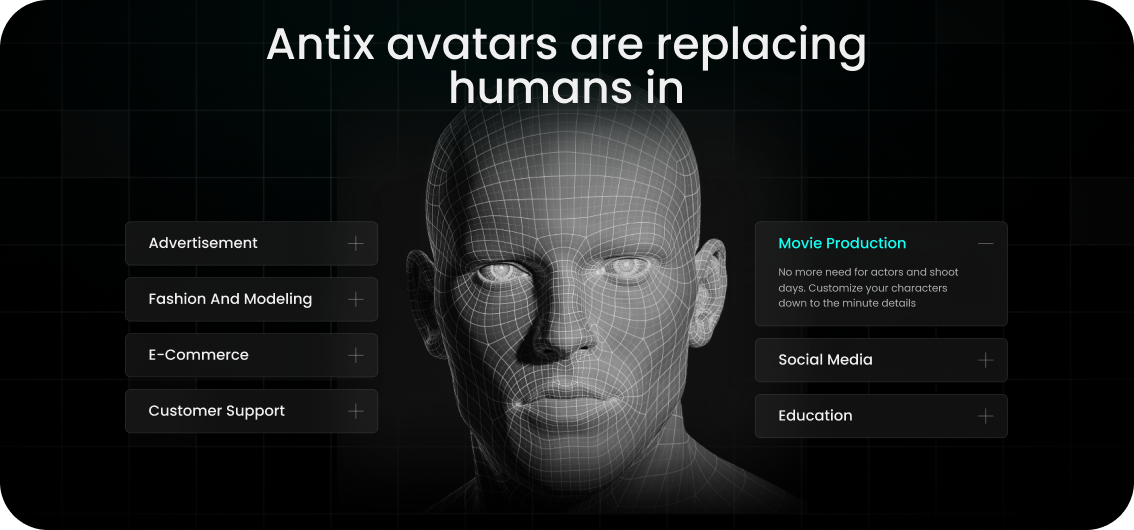 Antix avatars are replacing
humans in
Advertisement
Fashion And Modeling
E-Commerce
Customer Support
Movie Production
No more need for actors and shoot
days. Customize your characters
down to the minute details
Social Media
Education